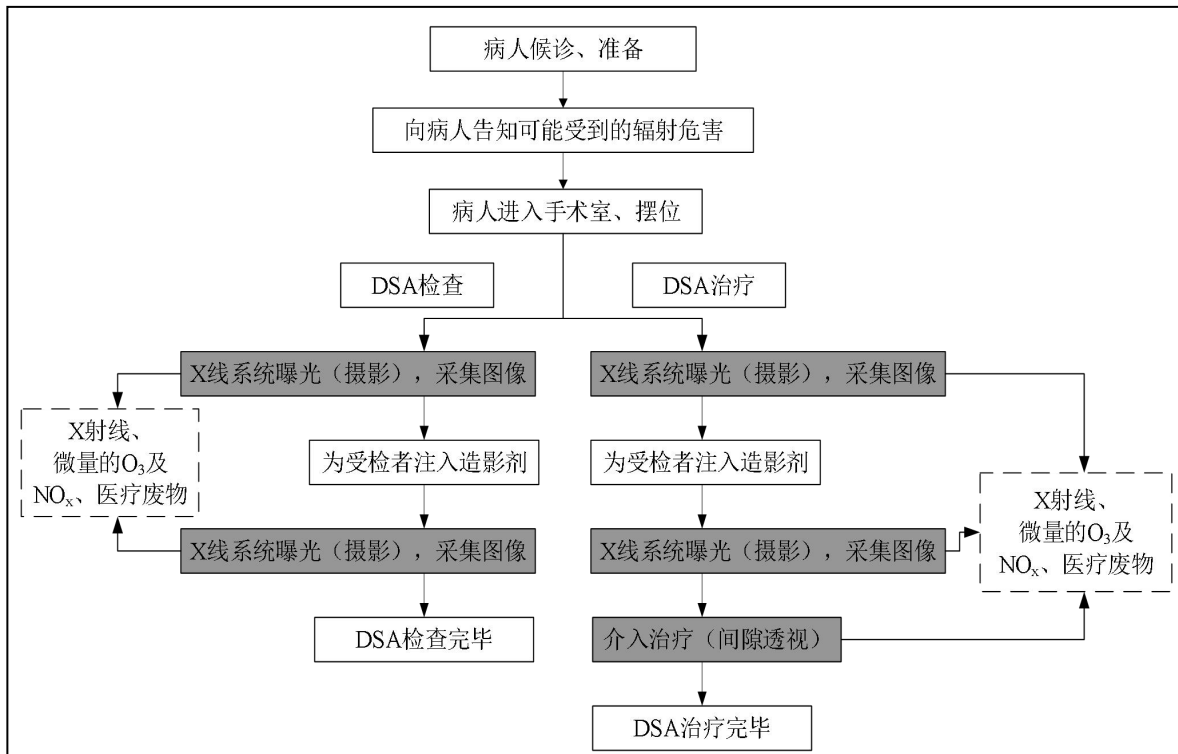 病人候诊、准备
向病人告知可能受到的辐射危害
病人进入手术室、摆位
DSA检查
DSA治疗
X线系统曝光（摄影），采集图像
X线系统曝光（摄影），采集图像
X射线、
微量的O₃及
NOₓ、医疗废物
为受检者注入造影剂
为受检者注入造影剂
X射线、
微量的O₃及
NOₓ、医疗废物
X线系统曝光（摄影），采集图像
X线系统曝光（摄影），采集图像
DSA检查完毕
介入治疗（间隙透视）
DSA治疗完毕